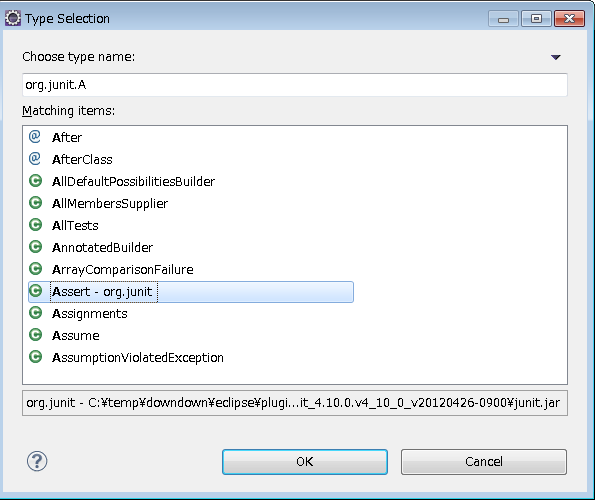 Type Selection
Choose type name:
org.junit.A
Matching items:
@ After
@ AfterClass
C AllDefaultPossibilitiesBuilder
C AllMembersSupplier
C AllTests
C AnnotatedBuilder
C ArrayComparisonFailure
C Assert - org.junit
C Assignments
C Assume
C AssumptionViolatedException
org.junit - C:¥temp¥downdown¥eclipse¥plugi...it_4.10.0.v4_10_0_v20120426-0900¥junit.jar
? OK Cancel